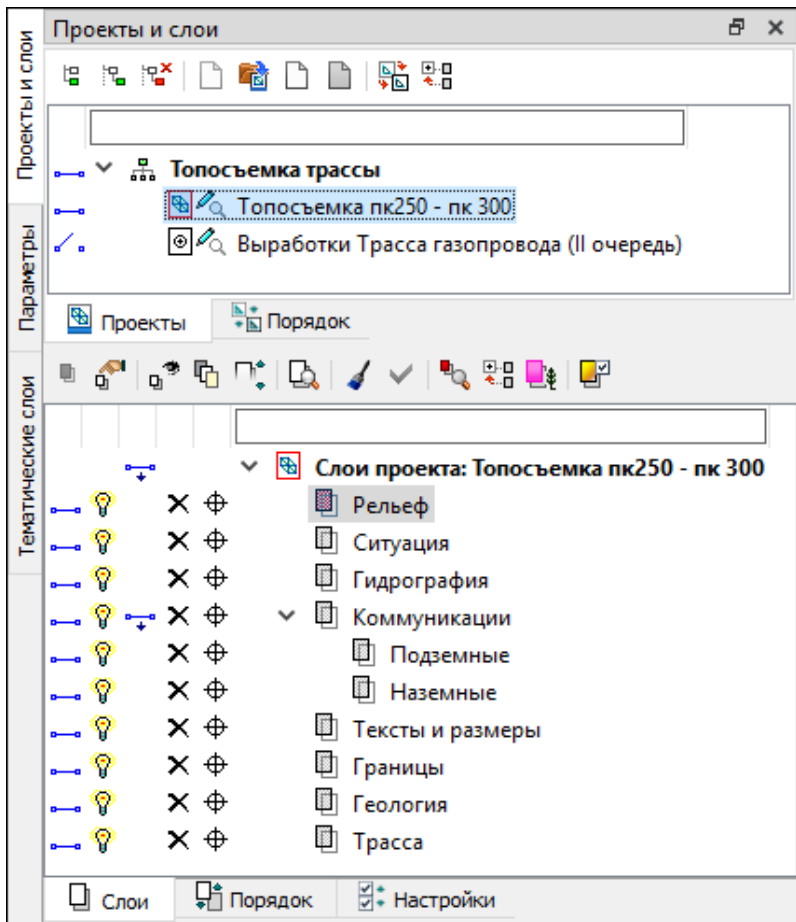 Проекты и слои
Проекты и слои
Параметры
Тематические слои
Топосъемка трассы
Топосъемка пк250 - пк 300
Выработки Трасса газопровода (II очередь)
Проекты
Порядок
Слои проекта: Топосъемка пк250 - пк 300
Рельеф
Ситуация
Гидрография
Коммуникации
Подземные
Наземные
Тексты и размеры
Границы
Геология
Трасса
Слои
Порядок
Настройки